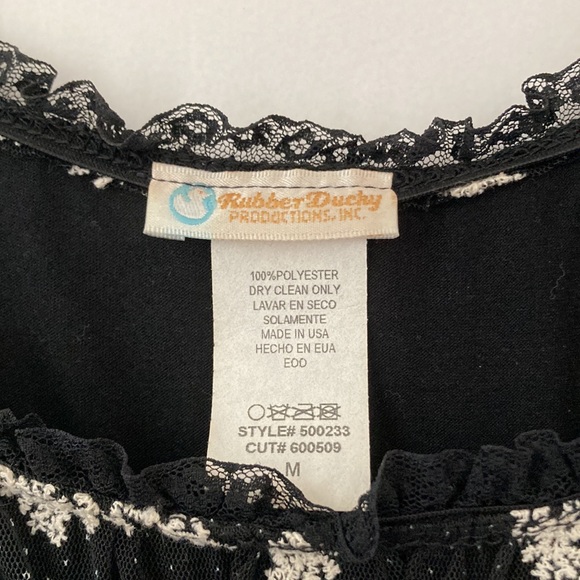 Rubber Ducky
PRODUCTIONS, INC.
100%POLYESTER
DRY CLEAN ONLY
LAVAR EN SECO
SOLAMENTE
MADE IN USA
HECHO EN EUA
EOO
STYLE# 500233
CUT# 600509
M